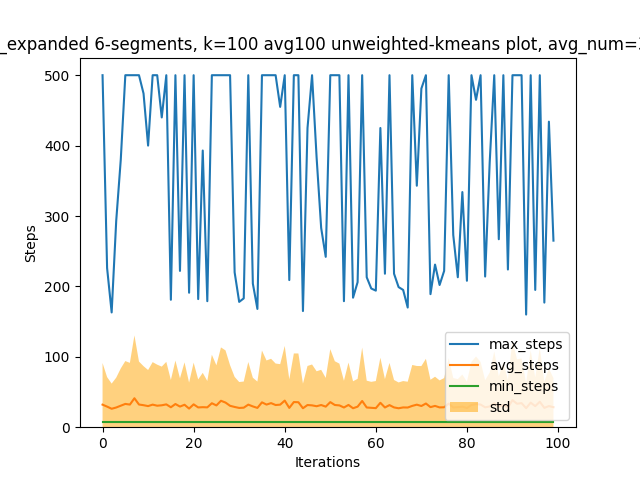 _expanded 6-segments, k=100 avg100 unweighted-kmeans plot, avg_num=
500
400
300
200
100
0
Steps
0
20
40
60
80
100
Iterations
max_steps
avg_steps
min_steps
std